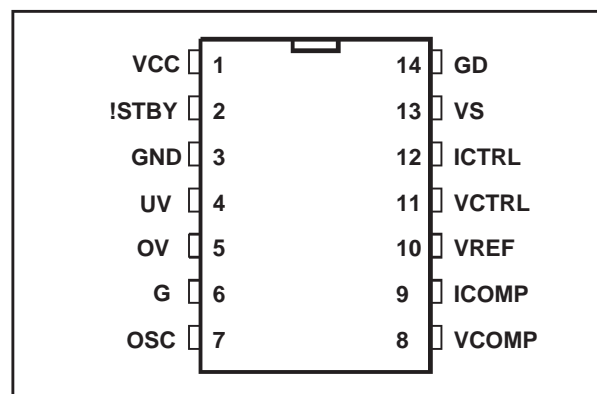 VCC 1 14 GD
!STBY 2 13 VS
GND 3 12 ICTRL
UV 4 11 VCTRL
OV 5 10 VREF
G 6 9 ICOMP
OSC 7 8 VCOMP